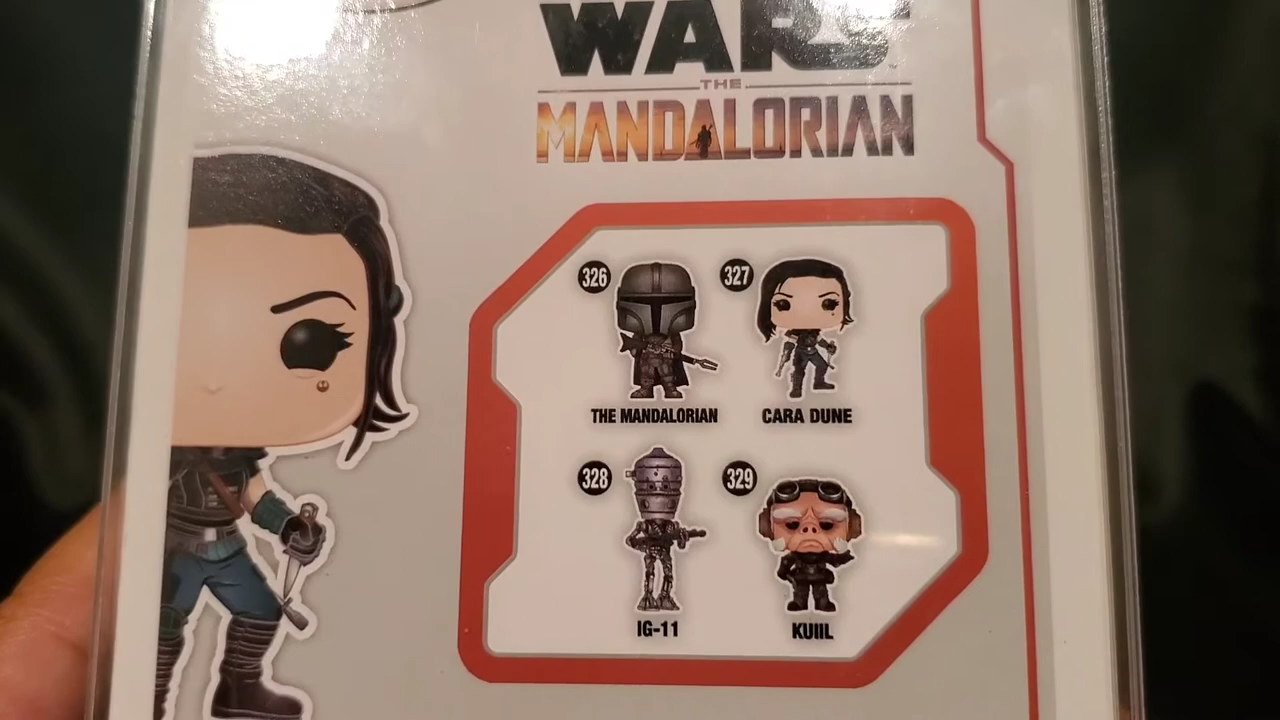 WARS
THE
MANDALORIAN
326
327
THE MANDALORIAN
CARA DUNE
328
329
IG-11
KUIIL